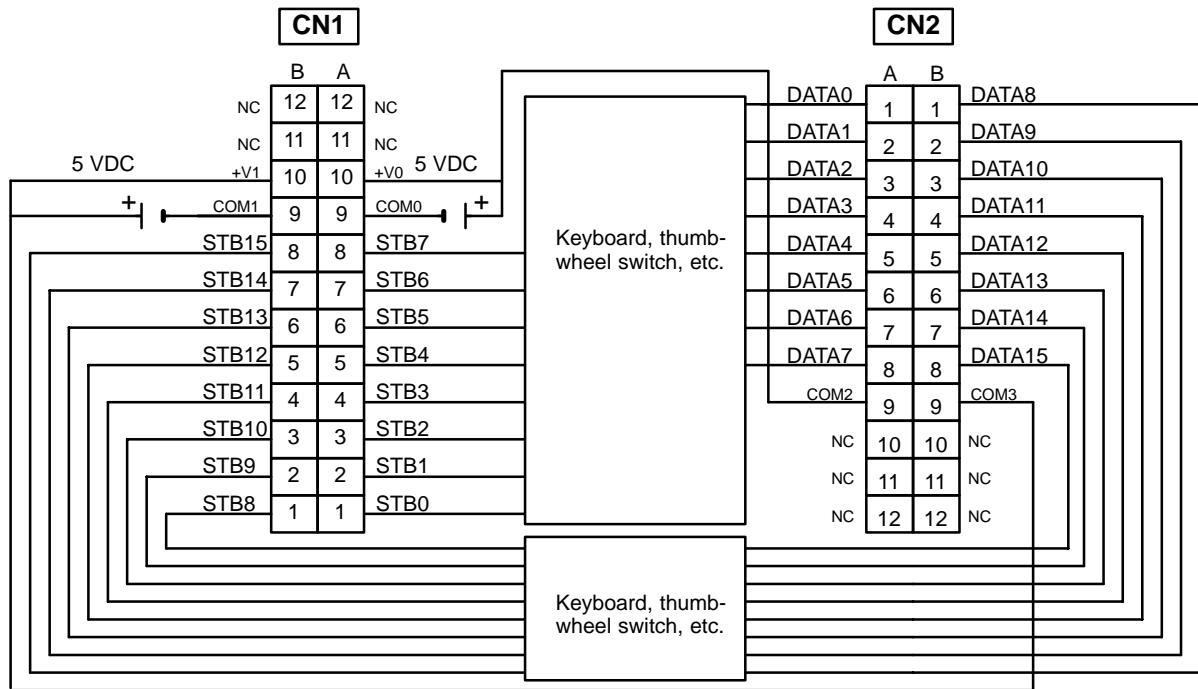 CN1 CN2
B A A B
NC 12 12 NC DATA0 1 1 DATA8
NC 11 11 NC DATA1 2 2 DATA9
5 VDC +V1 10 10 +V0 5 VDC DATA2 3 3 DATA10
+ COM1 9 9 COM0 + DATA3 4 4 DATA11
STB15 8 8 STB7 Keyboard, thumb- DATA4 5 5 DATA12
wheel switch, etc.
STB14 7 7 STB6 DATA5 6 6 DATA13
STB13 6 6 STB5 DATA6 7 7 DATA14
STB12 5 5 STB4 DATA7 8 8 DATA15
STB11 4 4 STB3 COM2 9 9 COM3
STB10 3 3 STB2 NC 10 10 NC
STB9 2 2 STB1 NC 11 11 NC
STB8 1 1 STB0 NC 12 12 NC
Keyboard, thumb-
wheel switch, etc.